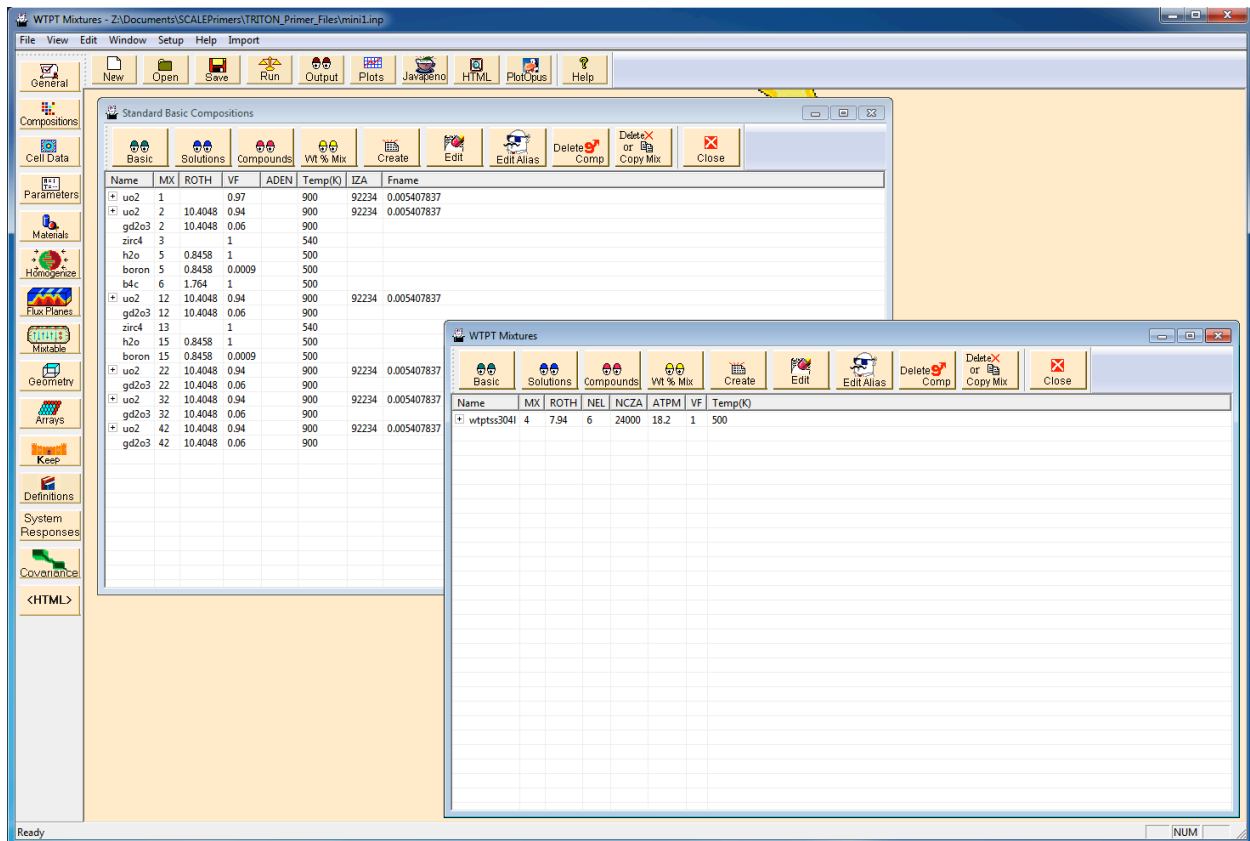 WTPT Mixtures - Z:\Documents\SCALEPrimers\TRITON_Primer_Files\mini1.inp
File View Edit Window Setup Help Import
New Open Save Run Output Plots Javapeno HTML PlotOpus Help
General
Compositions
Cell Data
Parameters
Materials
Homogenize
Flux Planes
Mixtable
Geometry
Arrays
Keep
Definitions
System
Responses
Covariance
<HTML>
Standard Basic Compositions
Basic Solutions Compounds Wt % Mix Create Edit Edit Alias Delete Comp Delete or Copy Mix Close
Name MX ROTH VF ADEN Temp(K) IZA Fname
uo2 1 0.97 900 92234 0.005407837
uo2 2 10.4048 0.94 900 92234 0.005407837
gd2o3 2 10.4048 0.06 900
zirc4 3 1 540
h2o 5 0.8458 1 500
boron 5 0.8458 0.0009 500
b4c 6 1.764 1 500
uo2 12 10.4048 0.94 900 92234 0.005407837
gd2o3 12 10.4048 0.06 900
zirc4 13 1 540
h2o 15 0.8458 1 500
boron 15 0.8458 0.0009 500
uo2 22 10.4048 0.94 900 92234 0.005407837
gd2o3 22 10.4048 0.06 900
uo2 32 10.4048 0.94 900 92234 0.005407837
gd2o3 32 10.4048 0.06 900
uo2 42 10.4048 0.94 900 92234 0.005407837
gd2o3 42 10.4048 0.06 900
WTPT Mixtures
Basic Solutions Compounds Wt % Mix Create Edit Edit Alias Delete Comp Delete or Copy Mix Close
Name MX ROTH NEL NCZA ATPM VF Temp(K)
wtptss304l 4 7.94 6 24000 18.2 1 500
Ready
NUM